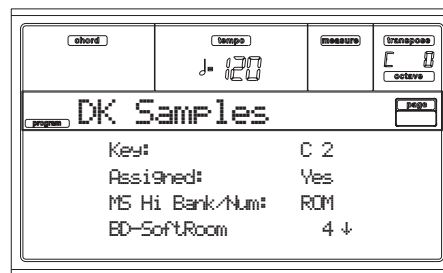 chord tempo measure transpose
♩= 120 C 0
octave
program DK Samples page
Key: C 2
Assigned: Yes
MS Hi Bank/Num: ROM
BD-SoftRoom 4 ↓